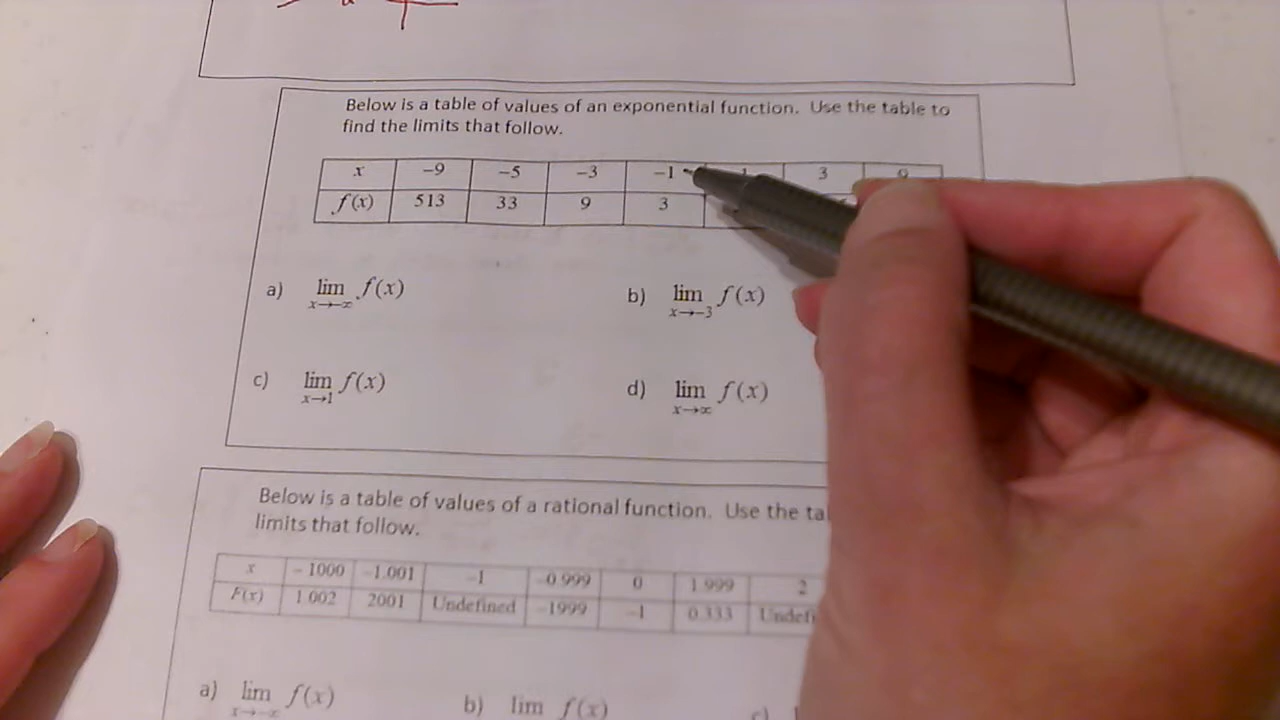 Below is a table of values of an exponential function. Use the table to
find the limits that follow.
x −9 −5 −3 −1 1 3 9
f(x) 513 33 9 3
a) lim x→−∞ f(x) b) lim x→−3 f(x)
c) lim x→1 f(x) d) lim x→∞ f(x)
Below is a table of values of a rational function. Use the
limits that follow.
x −1000 −1.001 −1 −0.999 0 1.999 2
F(x) 1.002 2001 Undefined −1999 −1 0.333
a) lim x→−∞ f(x) b) lim f(x) c)